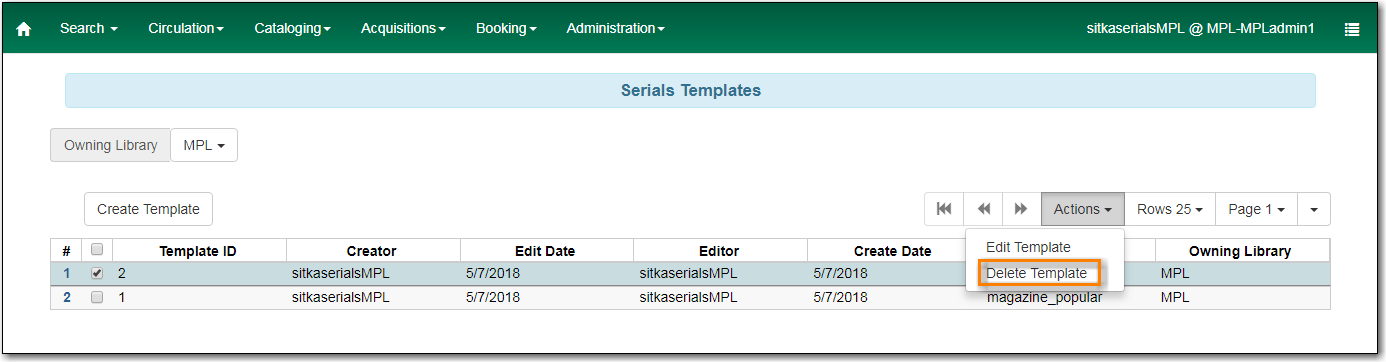 Search Circulation Cataloging Acquisitions Booking Administration sitkaserialsMPL @ MPL-MPLadmin1
Serials Templates
Owning Library MPL
Create Template Actions Rows 25 Page 1
# Template ID Creator Edit Date Editor Create Date Owning Library
Edit Template
1 2 sitkaserialsMPL 5/7/2018 sitkaserialsMPL 5/7/2018 Delete Template MPL
2 1 sitkaserialsMPL 5/7/2018 sitkaserialsMPL 5/7/2018 magazine_popular MPL